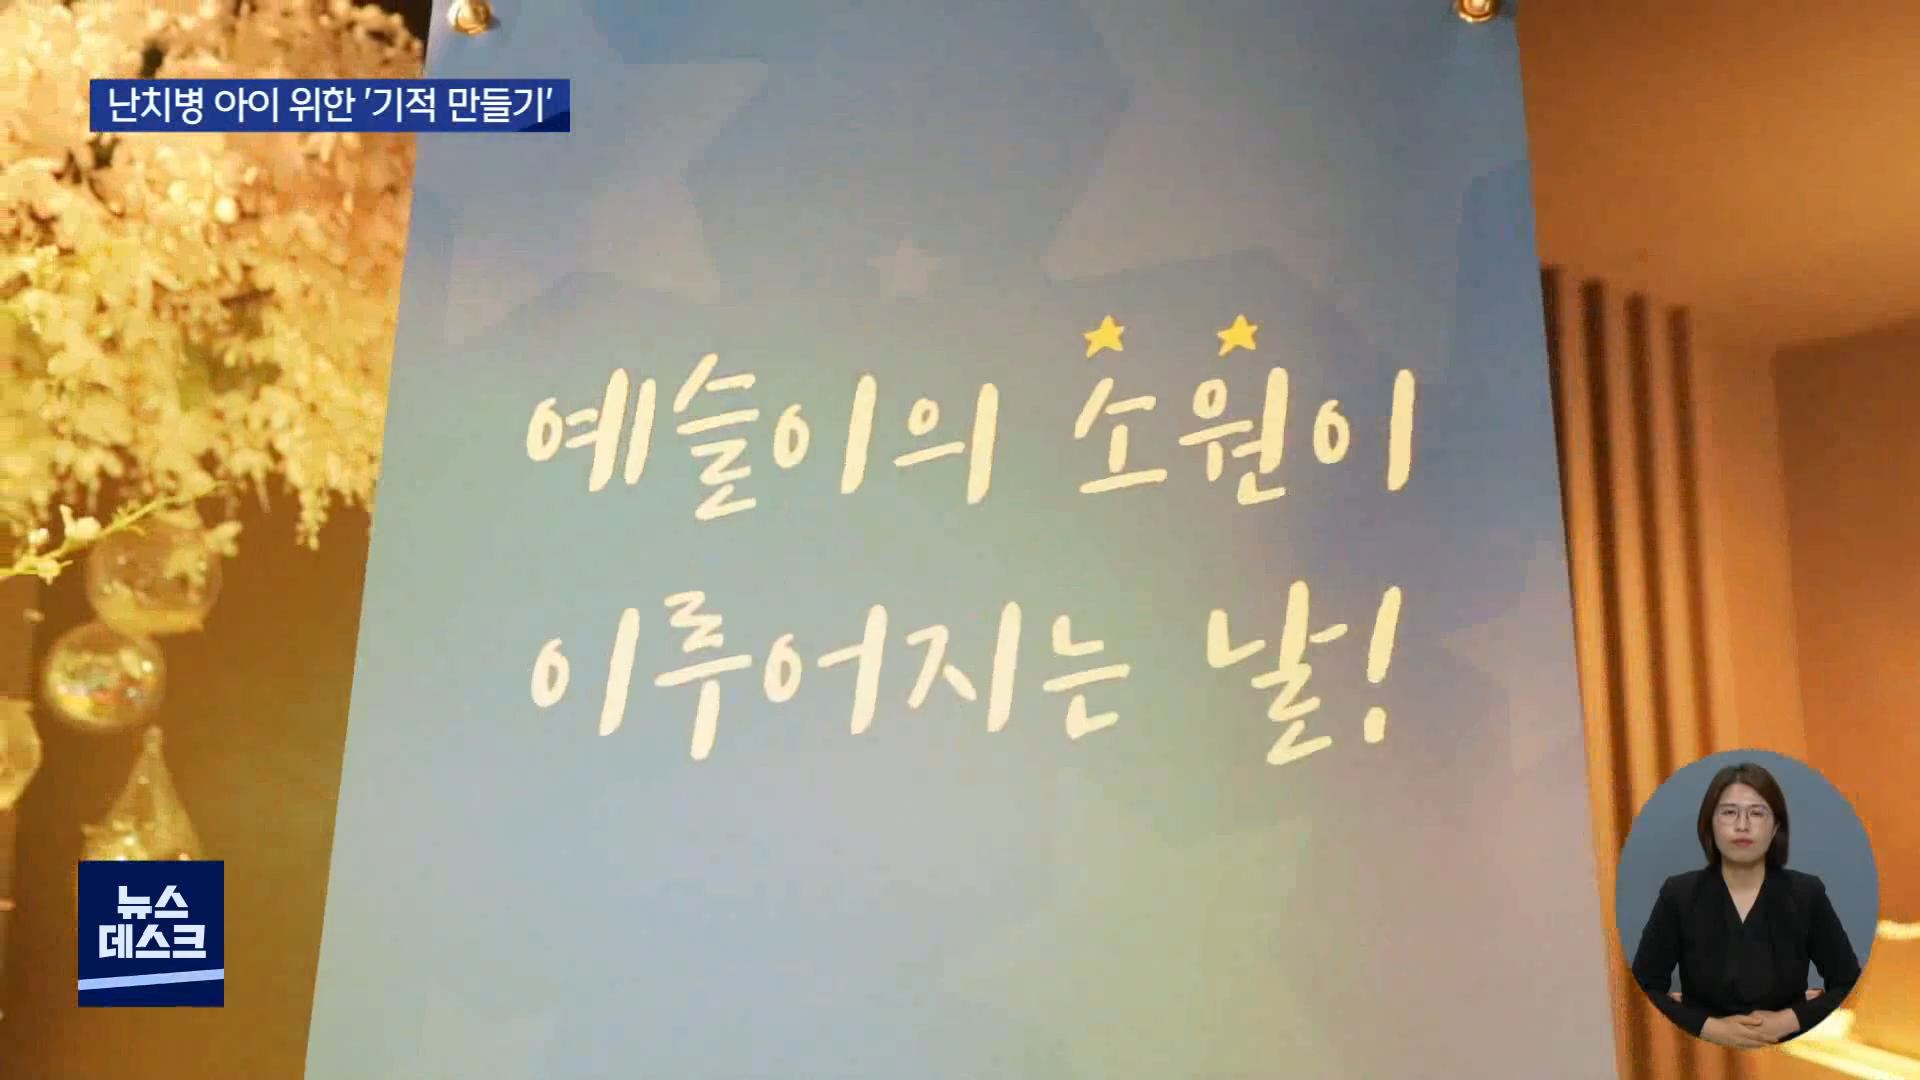 난치병 아이 위한 '기적 만들기'
예슬이의 소원이
이루어지는 날!
뉴스
데스크